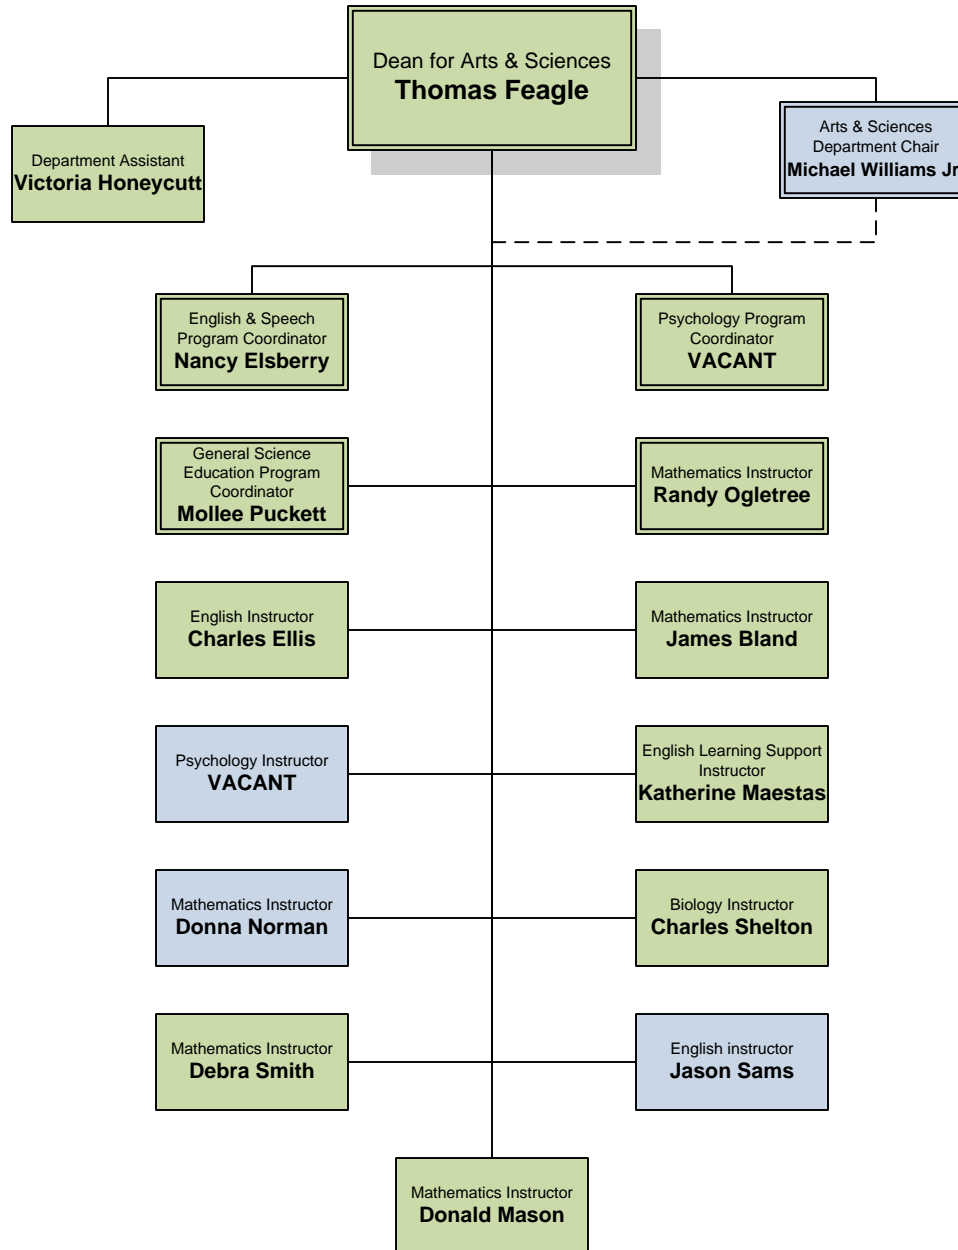 Dean for Arts & Sciences
Thomas Feagle
Department Assistant
Victoria Honeycutt
Arts & Sciences
Department Chair
Michael Williams Jr
English & Speech
Program Coordinator
Nancy Elsberry
Psychology Program
Coordinator
VACANT
General Science
Education Program
Coordinator
Mollee Puckett
Mathematics Instructor
Randy Ogletree
English Instructor
Charles Ellis
Mathematics Instructor
James Bland
Psychology Instructor
VACANT
English Learning Support
Instructor
Katherine Maestas
Mathematics Instructor
Donna Norman
Biology Instructor
Charles Shelton
Mathematics Instructor
Debra Smith
English instructor
Jason Sams
Mathematics Instructor
Donald Mason